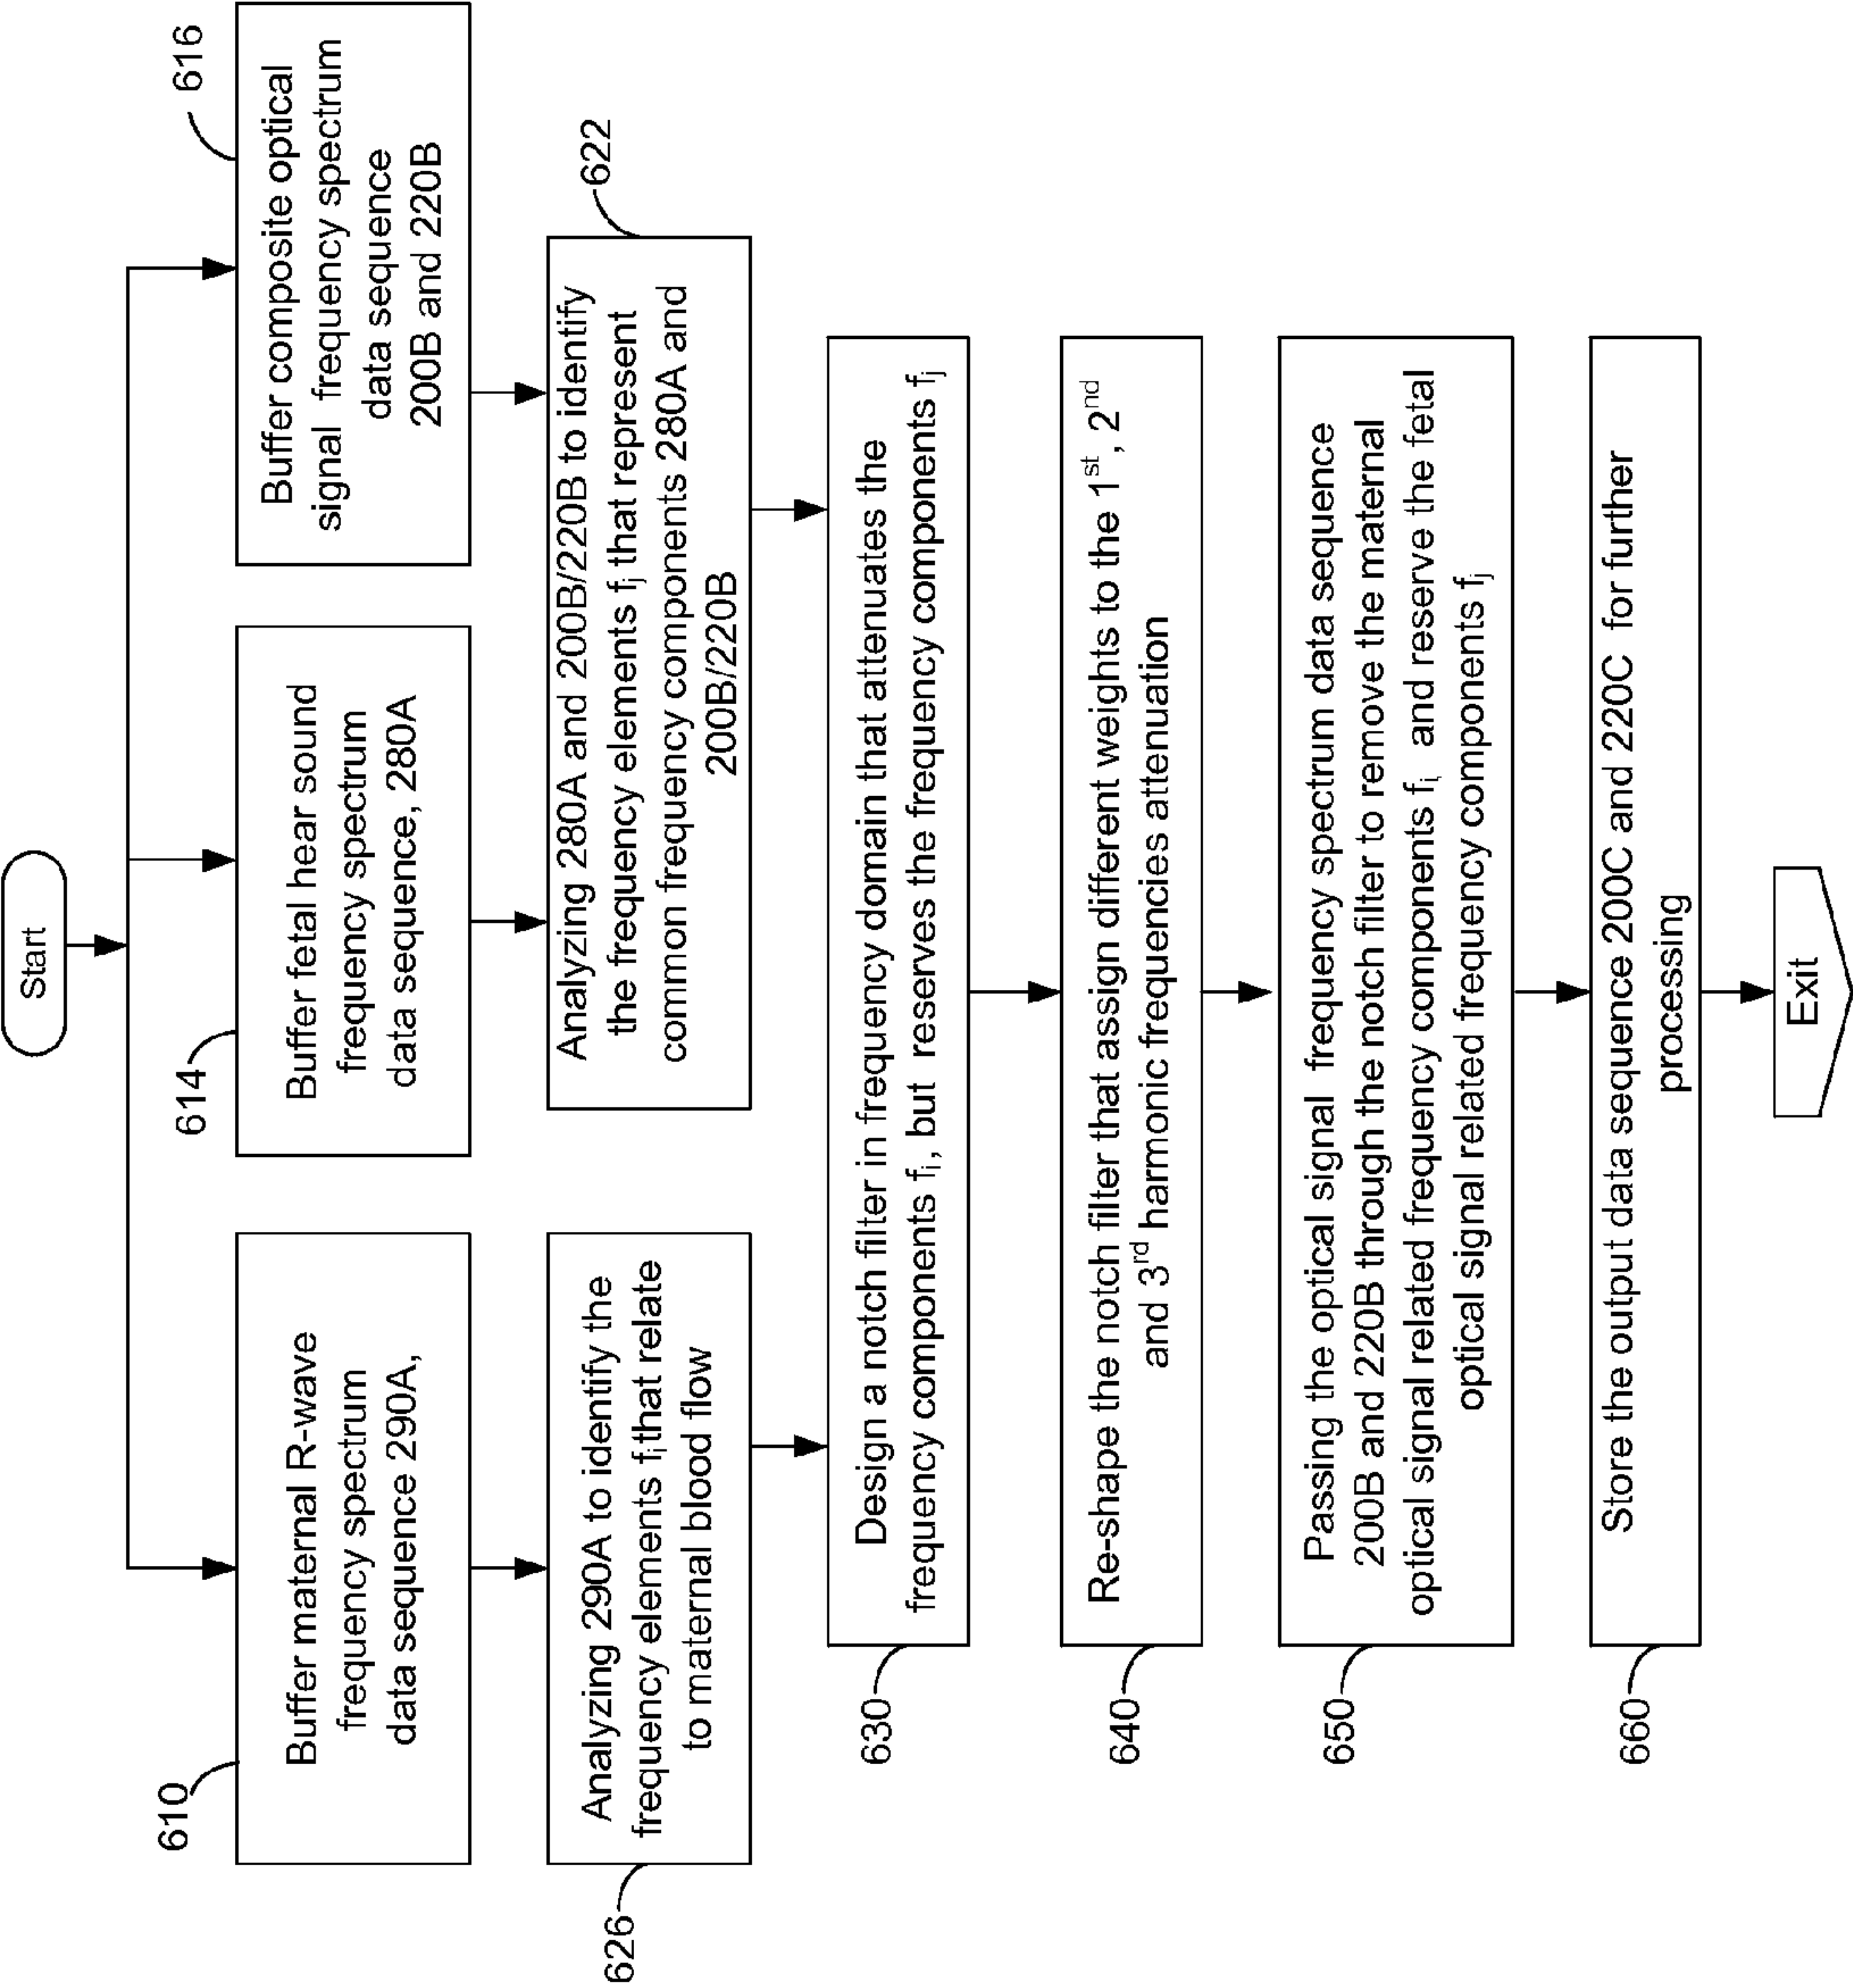 Start
610
Buffer maternal R-wave
frequency spectrum
data sequence 290A,
614
Buffer fetal hear sound
frequency spectrum
data sequence, 280A
616
Buffer composite optical
signal frequency spectrum
data sequence
200B and 220B
626
Analyzing 290A to identify the
frequency elements fi that relate
to maternal blood flow
622
Analyzing 280A and 200B/220B to identify
the frequency elements fj that represent
common frequency components 280A and
200B/220B
630
Design a notch filter in frequency domain that attenuates the
frequency components fi, but reserves the frequency components fj
640
Re-shape the notch filter that assign different weights to the 1st, 2nd
and 3rd harmonic frequencies attenuation
650
Passing the optical signal frequency spectrum data sequence
200B and 220B through the notch filter to remove the maternal
optical signal related frequency components fi, and reserve the fetal
optical signal related frequency components fj
660
Store the output data sequence 200C and 220C for further
processing
Exit